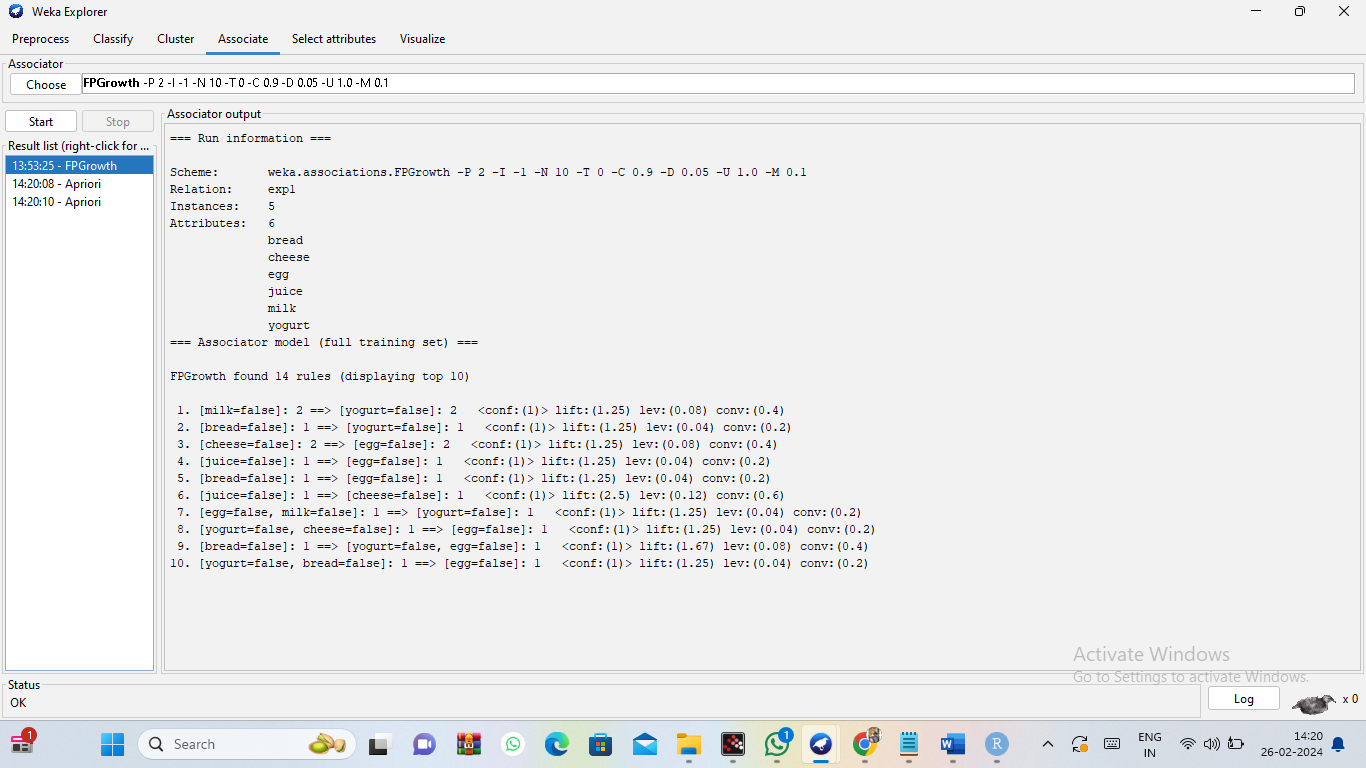 Weka Explorer
Preprocess Classify Cluster Associate Select attributes Visualize
Associator
Choose FPGrowth -P 2 -I -1 -N 10 -T 0 -C 0.9 -D 0.05 -U 1.0 -M 0.1
Start Stop
Result list (right-click for ...
13:53:25 - FPGrowth
14:20:08 - Apriori
14:20:10 - Apriori
Associator output
=== Run information ===
Scheme: weka.associations.FPGrowth -P 2 -I -1 -N 10 -T 0 -C 0.9 -D 0.05 -U 1.0 -M 0.1
Relation: expl
Instances: 5
Attributes: 6
bread
cheese
egg
juice
milk
yogurt
=== Associator model (full training set) ===
FPGrowth found 14 rules (displaying top 10)
1. [milk=false]: 2 ==> [yogurt=false]: 2 <conf:(1)> lift:(1.25) lev:(0.08) conv:(0.4)
2. [bread=false]: 1 ==> [yogurt=false]: 1 <conf:(1)> lift:(1.25) lev:(0.04) conv:(0.2)
3. [cheese=false]: 2 ==> [egg=false]: 2 <conf:(1)> lift:(1.25) lev:(0.08) conv:(0.4)
4. [juice=false]: 1 ==> [egg=false]: 1 <conf:(1)> lift:(1.25) lev:(0.04) conv:(0.2)
5. [bread=false]: 1 ==> [egg=false]: 1 <conf:(1)> lift:(1.25) lev:(0.04) conv:(0.2)
6. [juice=false]: 1 ==> [cheese=false]: 1 <conf:(1)> lift:(2.5) lev:(0.12) conv:(0.6)
7. [egg=false, milk=false]: 1 ==> [yogurt=false]: 1 <conf:(1)> lift:(1.25) lev:(0.04) conv:(0.2)
8. [yogurt=false, cheese=false]: 1 ==> [egg=false]: 1 <conf:(1)> lift:(1.25) lev:(0.04) conv:(0.2)
9. [bread=false]: 1 ==> [yogurt=false, egg=false]: 1 <conf:(1)> lift:(1.67) lev:(0.08) conv:(0.4)
10. [yogurt=false, bread=false]: 1 ==> [egg=false]: 1 <conf:(1)> lift:(1.25) lev:(0.04) conv:(0.2)
Activate Windows
Go to Settings to activate Windows.
Status
OK
Log
x 0
1
Search
1
R
ENG
IN
14:20
26-02-2024